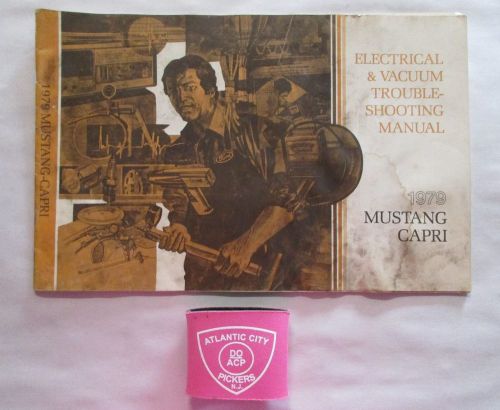 1979 MUSTANG-CAPRI
ELECTRICAL
& VACUUM
TROUBLE-
SHOOTING
MANUAL
1979
MUSTANG
CAPRI
ATLANTIC CITY
DO
ACP
PICKERS
N.J.